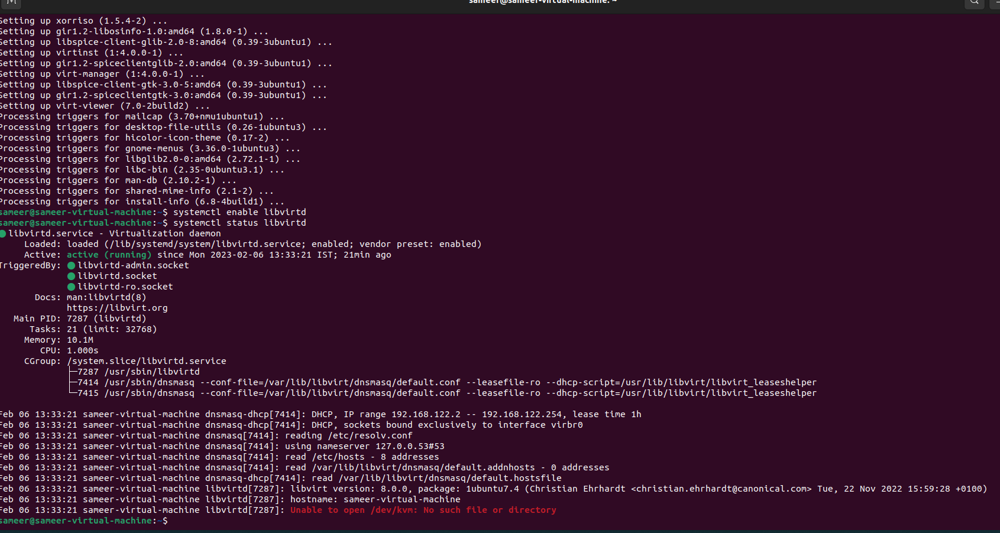 sameer@sameer-virtual-machine: ~
Setting up xorriso (1.5.4-2) ...
Setting up gir1.2-libosinfo-1.0:amd64 (1.8.0-1) ...
Setting up libspice-client-glib-2.0-8:amd64 (0.39-3ubuntu1) ...
Setting up virtinst (1:4.0.0-1) ...
Setting up gir1.2-spiceclientglib-2.0:amd64 (0.39-3ubuntu1) ...
Setting up virt-manager (1:4.0.0-1) ...
Setting up libspice-client-gtk-3.0-5:amd64 (0.39-3ubuntu1) ...
Setting up gir1.2-spiceclientgtk-3.0:amd64 (0.39-3ubuntu1) ...
Setting up virt-viewer (7.0-2build2) ...
Processing triggers for mailcap (3.70+nmu1ubuntu1) ...
Processing triggers for desktop-file-utils (0.26-1ubuntu3) ...
Processing triggers for hicolor-icon-theme (0.17-2) ...
Processing triggers for gnome-menus (3.36.0-1ubuntu3) ...
Processing triggers for libglib2.0-0:amd64 (2.72.1-1) ...
Processing triggers for libc-bin (2.35-0ubuntu3.1) ...
Processing triggers for man-db (2.10.2-1) ...
Processing triggers for shared-mime-info (2.1-2) ...
Processing triggers for install-info (6.8-4build1) ...
sameer@sameer-virtual-machine:~$ systemctl enable libvirtd
sameer@sameer-virtual-machine:~$ systemctl status libvirtd
● libvirtd.service - Virtualization daemon
Loaded: loaded (/lib/systemd/system/libvirtd.service; enabled; vendor preset: enabled)
Active: active (running) since Mon 2023-02-06 13:33:21 IST; 21min ago
TriggeredBy: ● libvirtd-admin.socket
● libvirtd.socket
● libvirtd-ro.socket
Docs: man:libvirtd(8)
https://libvirt.org
Main PID: 7287 (libvirtd)
Tasks: 21 (limit: 32768)
Memory: 10.1M
CPU: 1.000s
CGroup: /system.slice/libvirtd.service
├─7287 /usr/sbin/libvirtd
├─7414 /usr/sbin/dnsmasq --conf-file=/var/lib/libvirt/dnsmasq/default.conf --leasefile-ro --dhcp-script=/usr/lib/libvirt/libvirt_leaseshelper
└─7415 /usr/sbin/dnsmasq --conf-file=/var/lib/libvirt/dnsmasq/default.conf --leasefile-ro --dhcp-script=/usr/lib/libvirt/libvirt_leaseshelper
Feb 06 13:33:21 sameer-virtual-machine dnsmasq-dhcp[7414]: DHCP, IP range 192.168.122.2 -- 192.168.122.254, lease time 1h
Feb 06 13:33:21 sameer-virtual-machine dnsmasq-dhcp[7414]: DHCP, sockets bound exclusively to interface virbr0
Feb 06 13:33:21 sameer-virtual-machine dnsmasq[7414]: reading /etc/resolv.conf
Feb 06 13:33:21 sameer-virtual-machine dnsmasq[7414]: using nameserver 127.0.0.53#53
Feb 06 13:33:21 sameer-virtual-machine dnsmasq[7414]: read /etc/hosts - 8 addresses
Feb 06 13:33:21 sameer-virtual-machine dnsmasq[7414]: read /var/lib/libvirt/dnsmasq/default.addnhosts - 0 addresses
Feb 06 13:33:21 sameer-virtual-machine dnsmasq-dhcp[7414]: read /var/lib/libvirt/dnsmasq/default.hostsfile
Feb 06 13:33:21 sameer-virtual-machine libvirtd[7287]: libvirt version: 8.0.0, package: 1ubuntu7.4 (Christian Ehrhardt <christian.ehrhardt@canonical.com> Tue, 22 Nov 2022 15:59:28 +0100)
Feb 06 13:33:21 sameer-virtual-machine libvirtd[7287]: hostname: sameer-virtual-machine
Feb 06 13:33:21 sameer-virtual-machine libvirtd[7287]: Unable to open /dev/kvm: No such file or directory
sameer@sameer-virtual-machine:~$